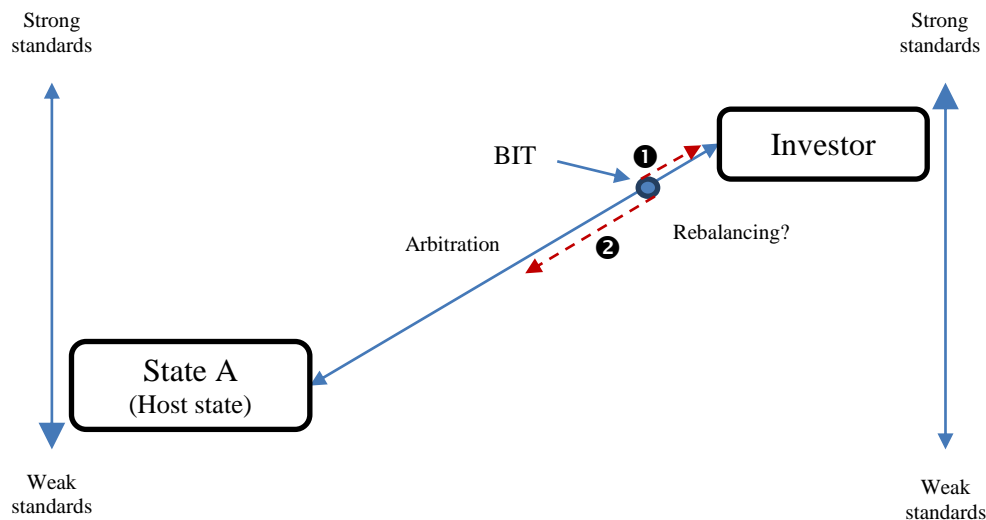 Strong
standards
Strong
standards
Investor
BIT
❶
Arbitration
❷
Rebalancing?
State A
(Host state)
Weak
standards
Weak
standards